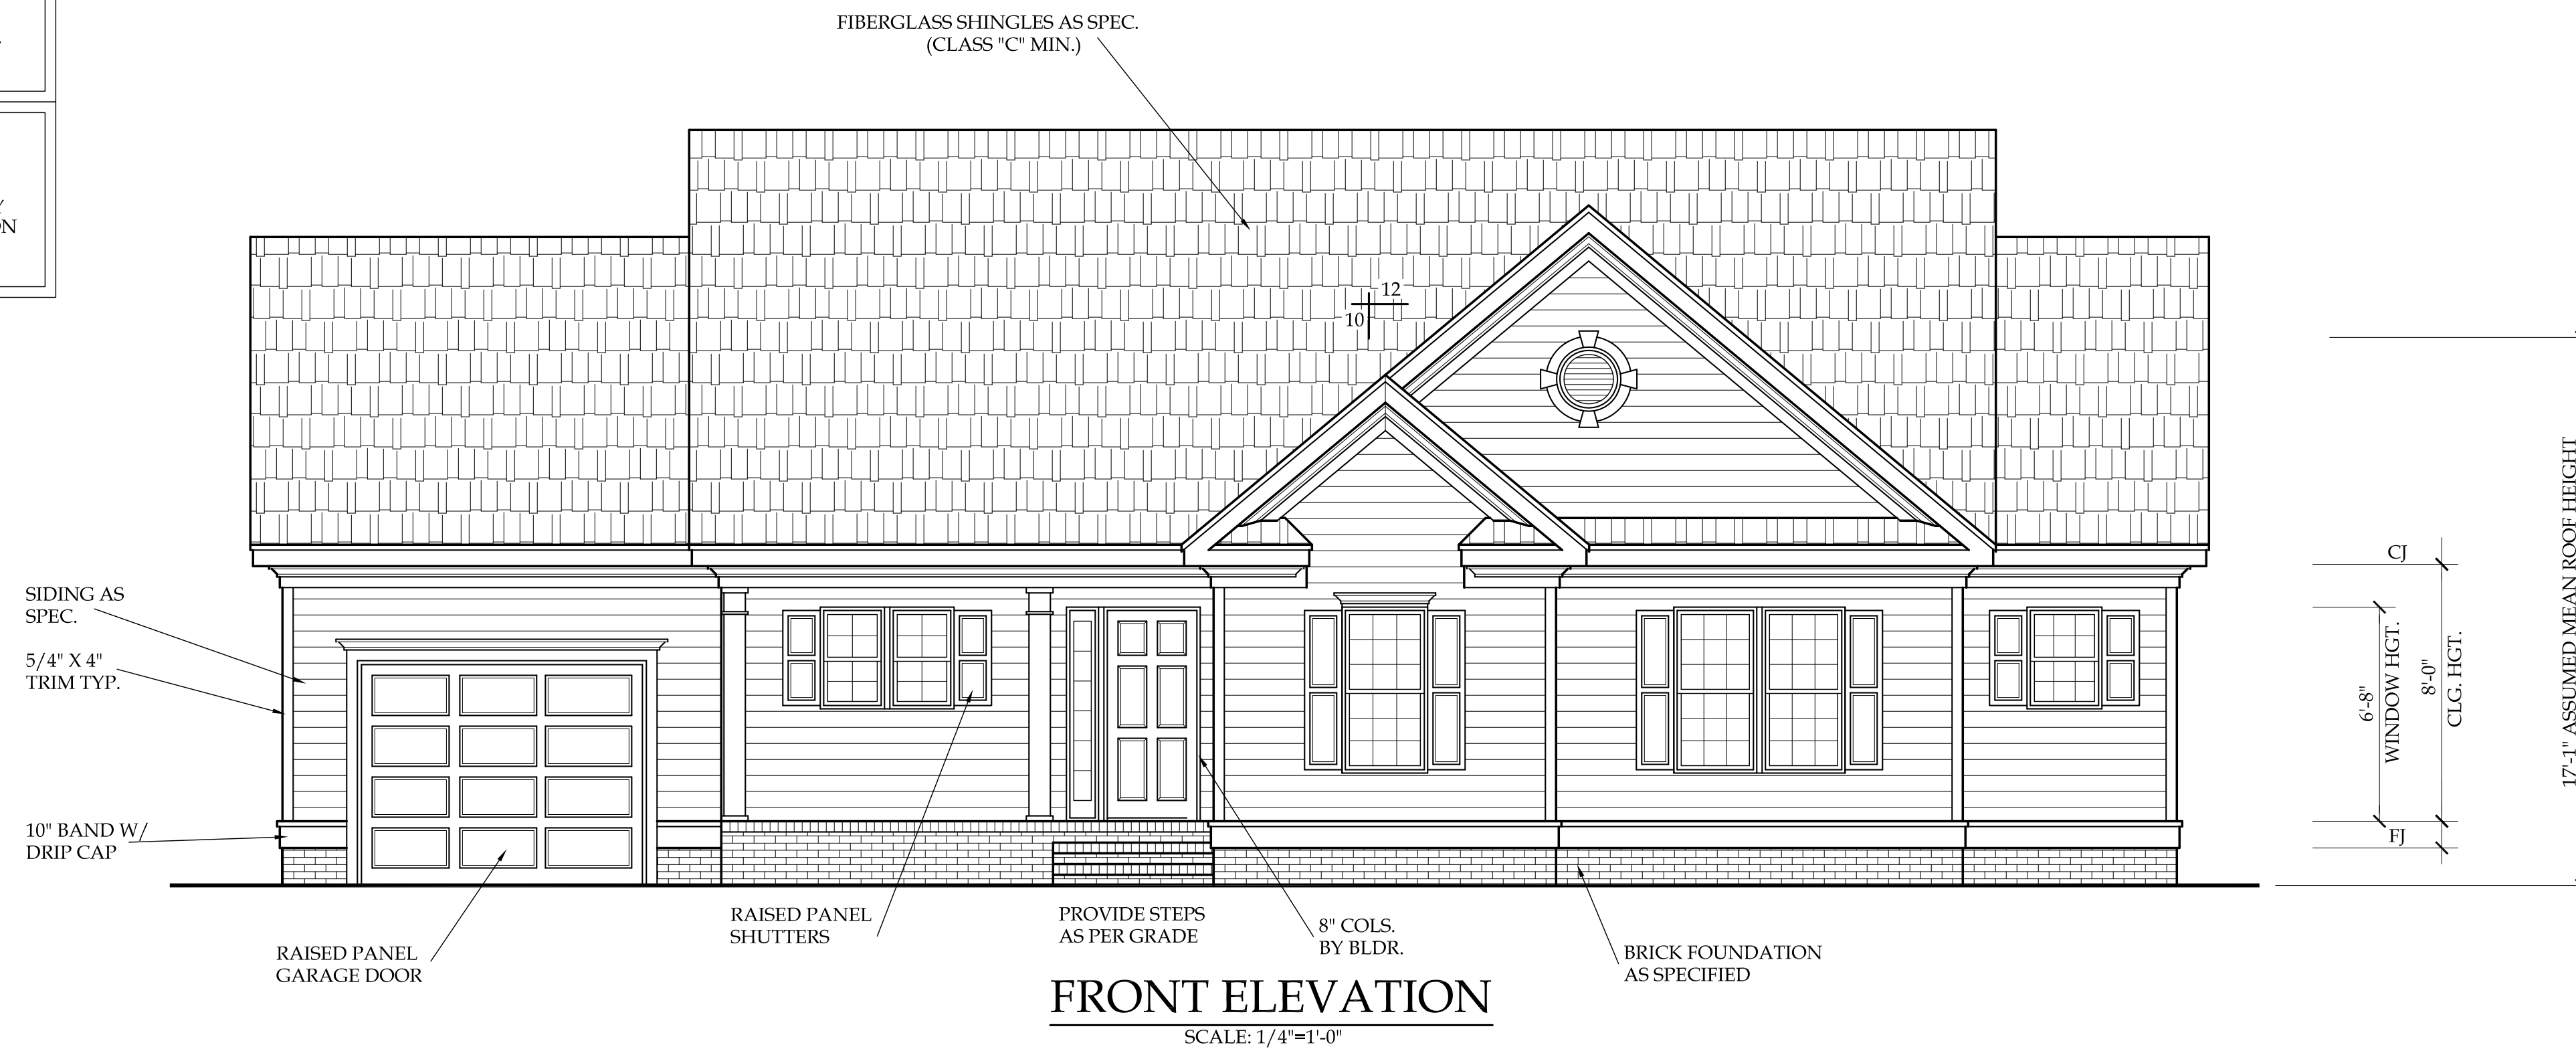 FIBERGLASS SHINGLES AS SPEC.
(CLASS "C" MIN.)
ON
12
10
SIDING AS
SPEC.
5/4" X 4"
TRIM TYP.
10" BAND W/
DRIP CAP
CJ
6'-8"
WINDOW HGT.
8'-0"
CLG. HGT.
FJ
17'-1" ASSUMED MEAN ROOF HEIGHT
RAISED PANEL
GARAGE DOOR
RAISED PANEL
SHUTTERS
PROVIDE STEPS
AS PER GRADE
8" COLS.
BY BLDR.
BRICK FOUNDATION
AS SPECIFIED
FRONT ELEVATION
SCALE: 1/4"=1'-0"